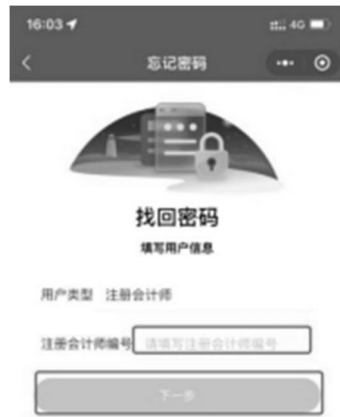 16:03 4G
忘记密码
找回密码
填写用户信息
用户类型 注册会计师
注册会计师编号 请填写注册会计师编号
下一步